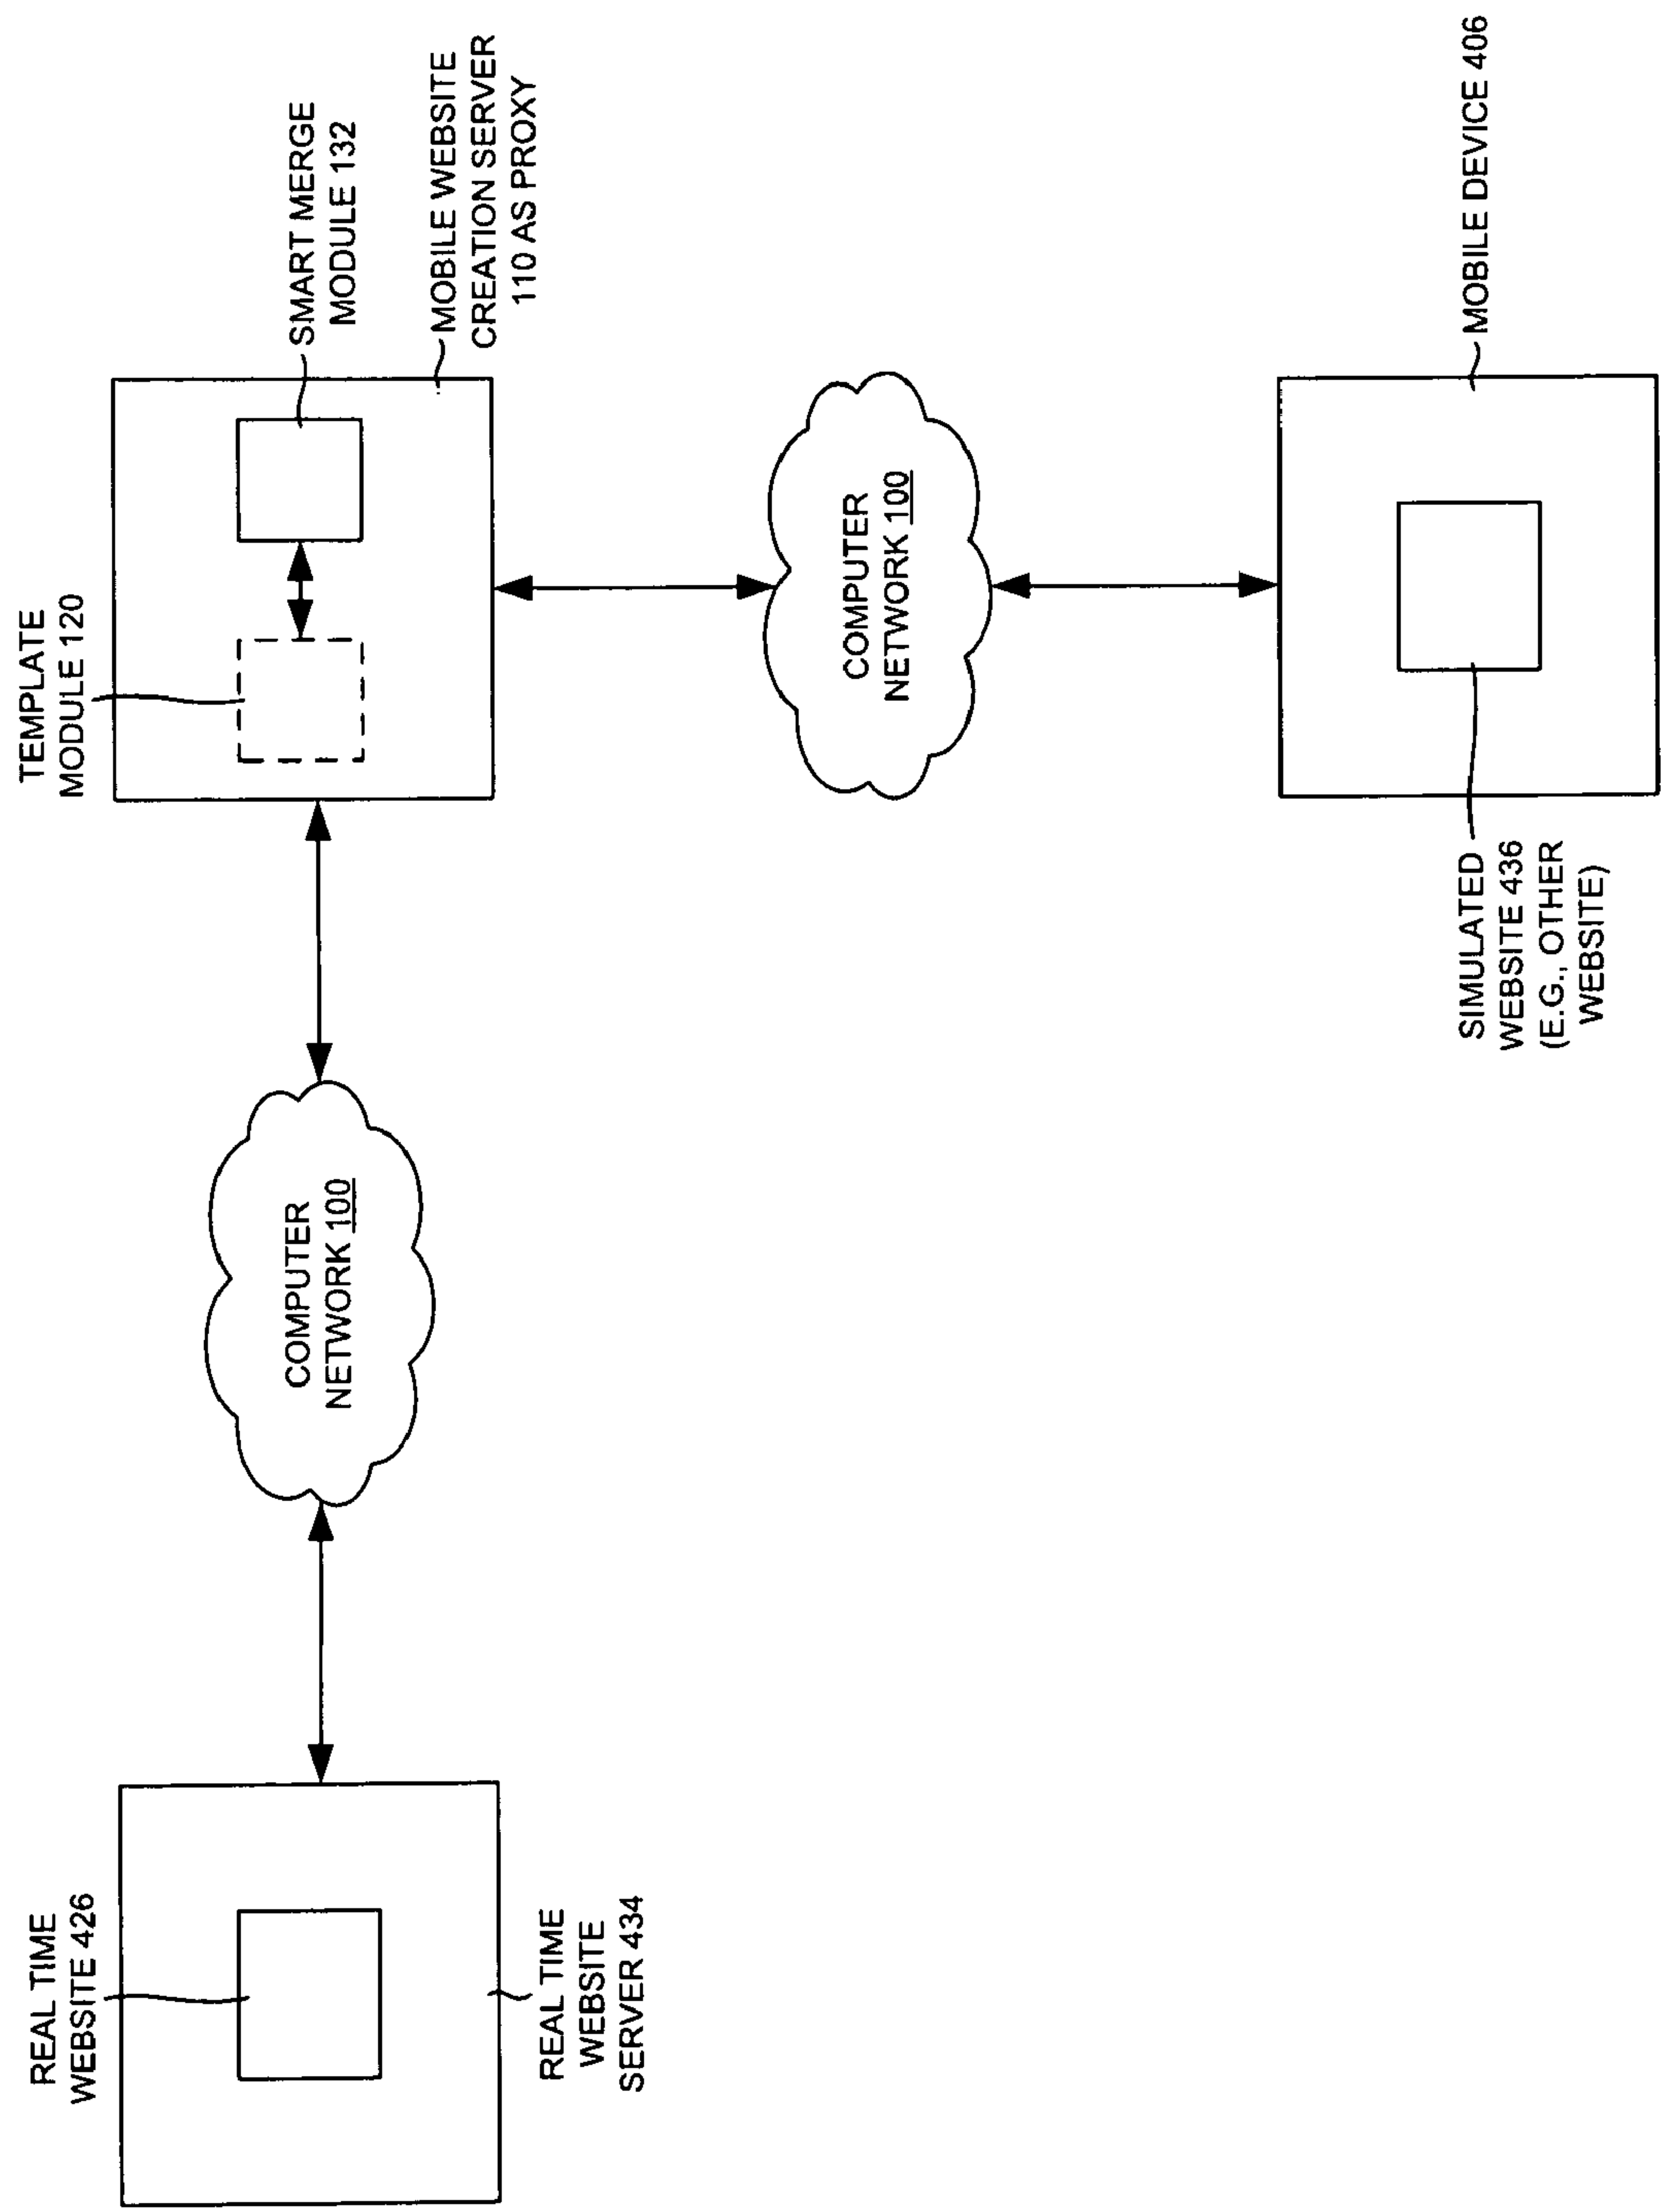 REAL TIME
WEBSITE 426
REAL TIME
WEBSITE
SERVER 434
COMPUTER
NETWORK 100
TEMPLATE
MODULE 120
SMART MERGE
MODULE 132
MOBILE WEBSITE
CREATION SERVER
110 AS PROXY
COMPUTER
NETWORK 100
SIMULATED
WEBSITE 436
(E.G., OTHER
WEBSITE)
MOBILE DEVICE 406